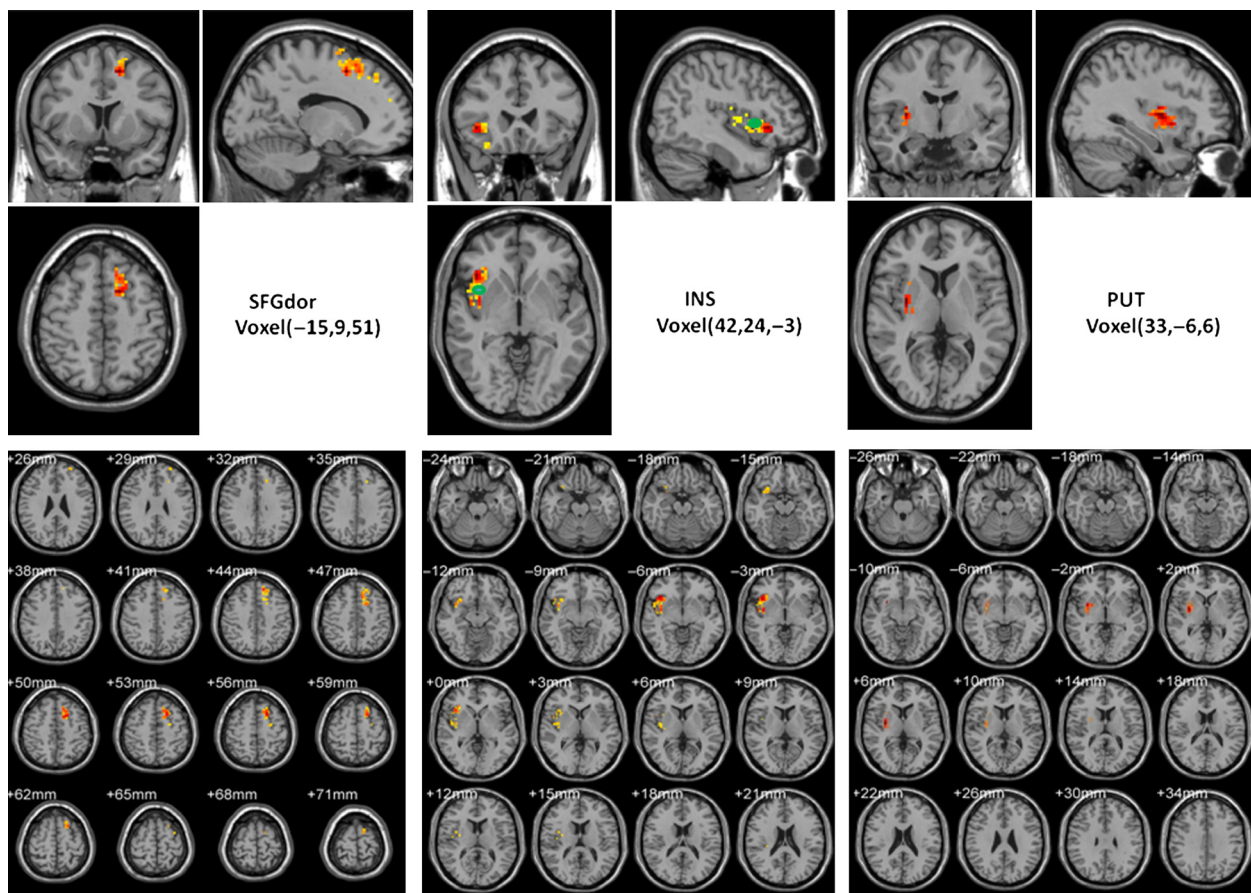 SFGdor
Voxel(−15,9,51)
INS
Voxel(42,24,−3)
PUT
Voxel(33,−6,6)
+26mm +29mm +32mm +35mm
+38mm +41mm +44mm +47mm
+50mm +53mm +56mm +59mm
+62mm +65mm +68mm +71mm
−24mm −21mm −18mm −15mm
−12mm −9mm −6mm −3mm
+0mm +3mm +6mm +9mm
+12mm +15mm +18mm +21mm
−26mm −22mm −18mm −14mm
−10mm −6mm −2mm +2mm
+6mm +10mm +14mm +18mm
+22mm +26mm +30mm +34mm